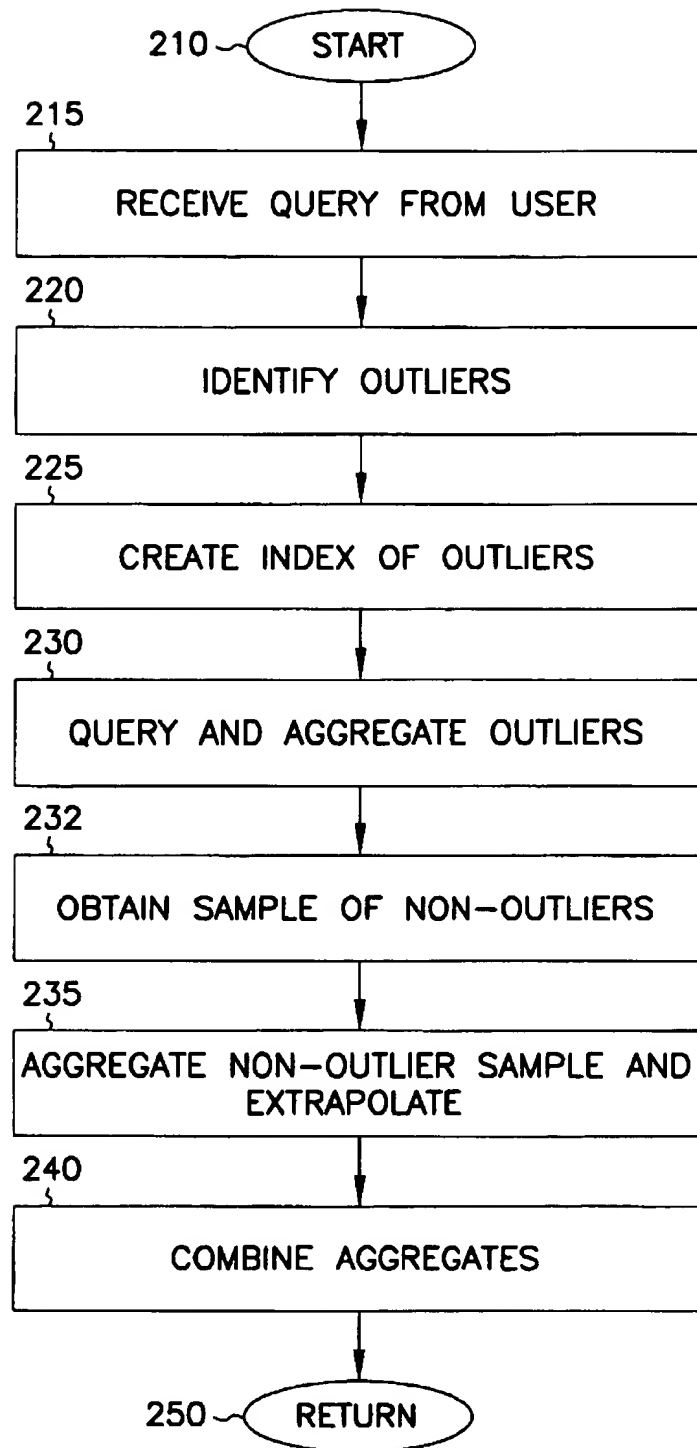 210 START
215
RECEIVE QUERY FROM USER
220
IDENTIFY OUTLIERS
225
CREATE INDEX OF OUTLIERS
230
QUERY AND AGGREGATE OUTLIERS
232
OBTAIN SAMPLE OF NON-OUTLIERS
235
AGGREGATE NON-OUTLIER SAMPLE AND
EXTRAPOLATE
240
COMBINE AGGREGATES
250 RETURN